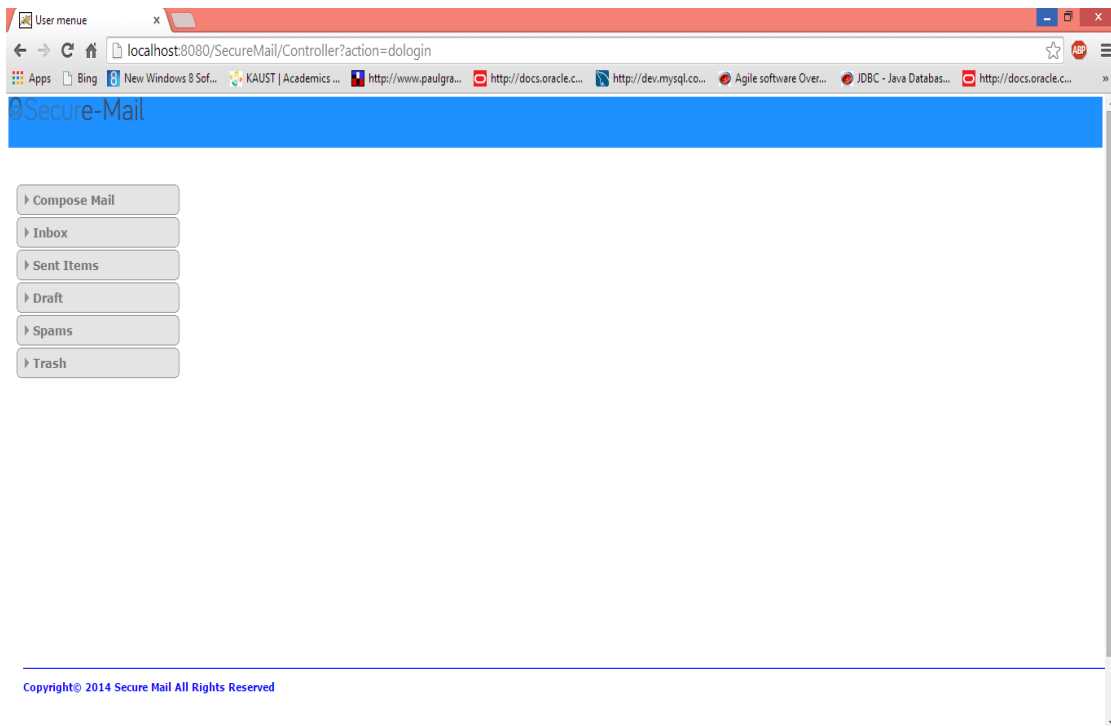 User menue
localhost:8080/SecureMail/Controller?action=dologin
ABP
Apps Bing New Windows 8 Sof... KAUST | Academics ... http://www.paulgra... http://docs.oracle.c... http://dev.mysql.co... Agile software Over... JDBC - Java Databas... http://docs.oracle.c... »
Secure-Mail
Compose Mail
Inbox
Sent Items
Draft
Spams
Trash
Copyright© 2014 Secure Mail All Rights Reserved